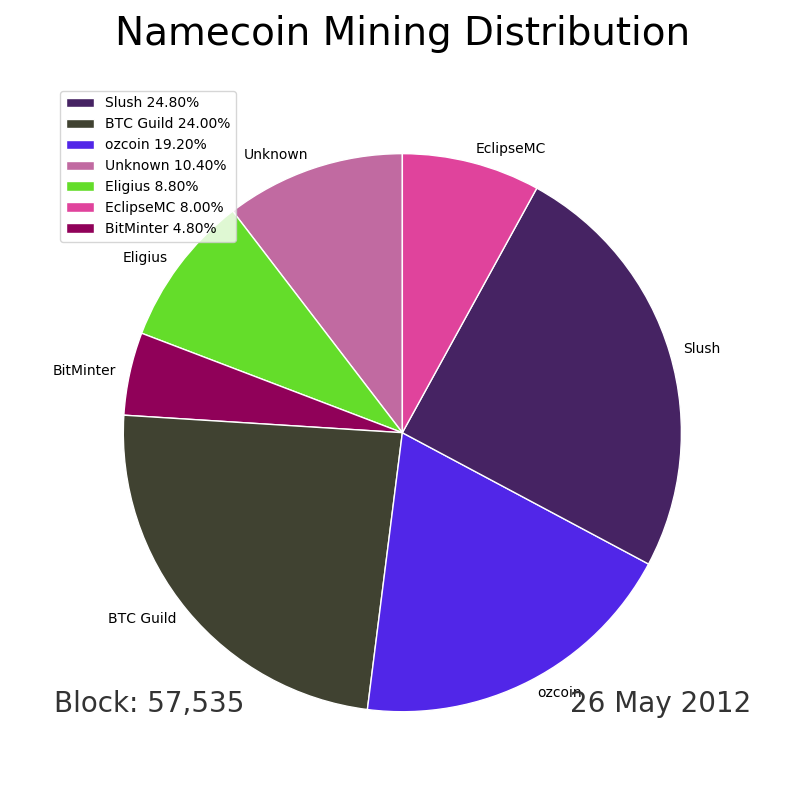 Namecoin Mining Distribution
Slush 24.80%
BTC Guild 24.00%
ozcoin 19.20%
Unknown 10.40%
Eligius 8.80%
EclipseMC 8.00%
BitMinter 4.80%
Unknown
EclipseMC
Eligius
Slush
BitMinter
BTC Guild
ozcoin
Block: 57,535
26 May 2012